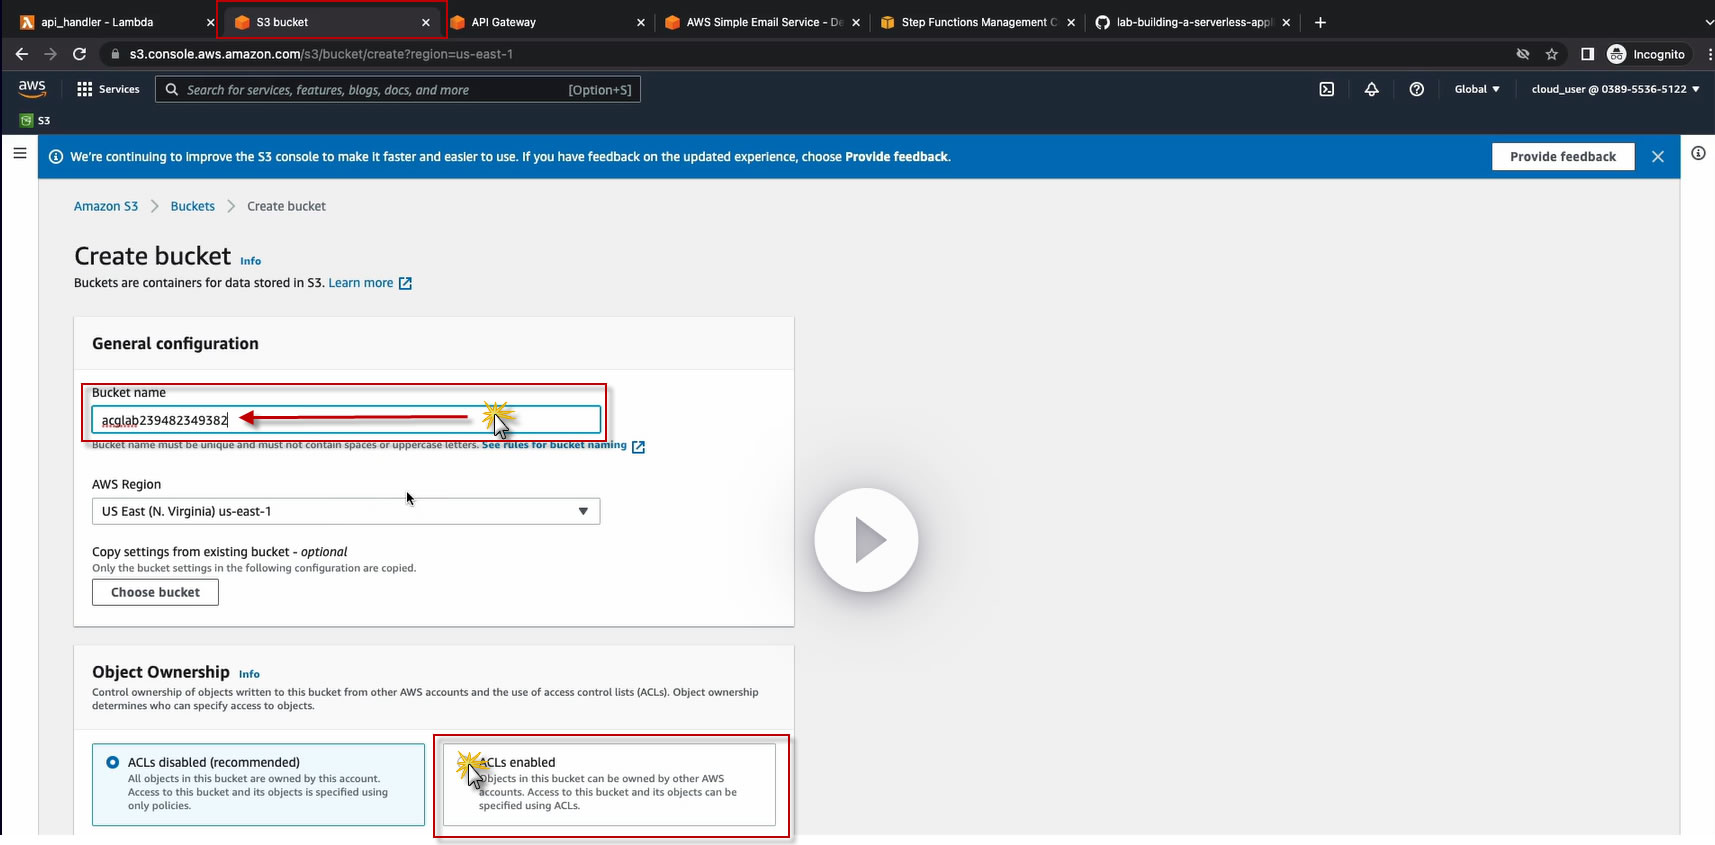 api_handler - Lambda
S3 bucket
API Gateway
AWS Simple Email Service - De
Step Functions Management C
lab-building-a-serverless-appl
s3.console.aws.amazon.com/s3/bucket/create?region=us-east-1
Incognito
aws
Services
Search for services, features, blogs, docs, and more
[Option+S]
Global
cloud_user @ 0389-5536-5122
S3
We're continuing to improve the S3 console to make it faster and easier to use. If you have feedback on the updated experience, choose Provide feedback.
Provide feedback
Amazon S3
Buckets
Create bucket
Create bucket Info
Buckets are containers for data stored in S3. Learn more
General configuration
Bucket name
acglab239482349382
Bucket name must be unique and must not contain spaces or uppercase letters. See rules for bucket naming
AWS Region
US East (N. Virginia) us-east-1
Copy settings from existing bucket - optional
Only the bucket settings in the following configuration are copied.
Choose bucket
Object Ownership Info
Control ownership of objects written to this bucket from other AWS accounts and the use of access control lists (ACLs). Object ownership
determines who can specify access to objects.
ACLs disabled (recommended)
All objects in this bucket are owned by this account.
Access to this bucket and its objects is specified using
only policies.
ACLs enabled
Objects in this bucket can be owned by other AWS
accounts. Access to this bucket and its objects can be
specified using ACLs.